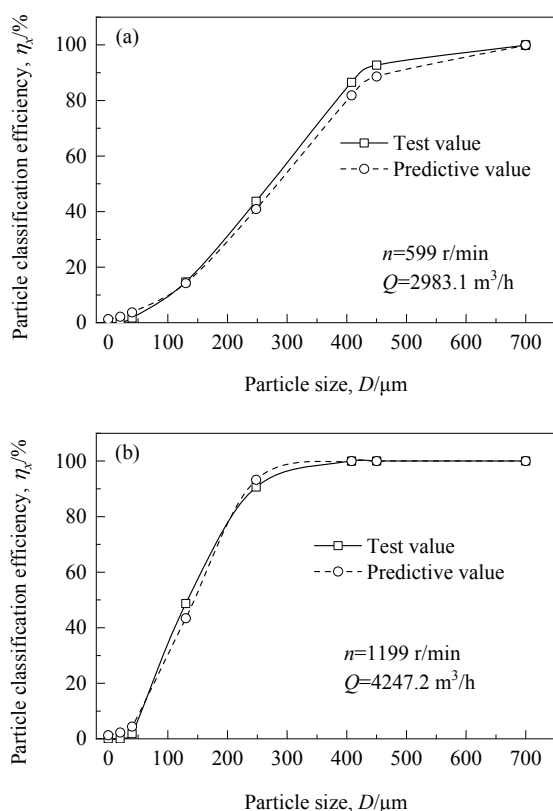 (a)
100
80
60
40
20
0
Particle classification efficiency, ηx/%
Test value
Predictive value
n=599 r/min
Q=2983.1 m³/h
0 100 200 300 400 500 600 700
Particle size, D/μm
(b)
100
80
60
40
20
0
Particle classification efficiency, ηx/%
Test value
Predictive value
n=1199 r/min
Q=4247.2 m³/h
0 100 200 300 400 500 600 700
Particle size, D/μm